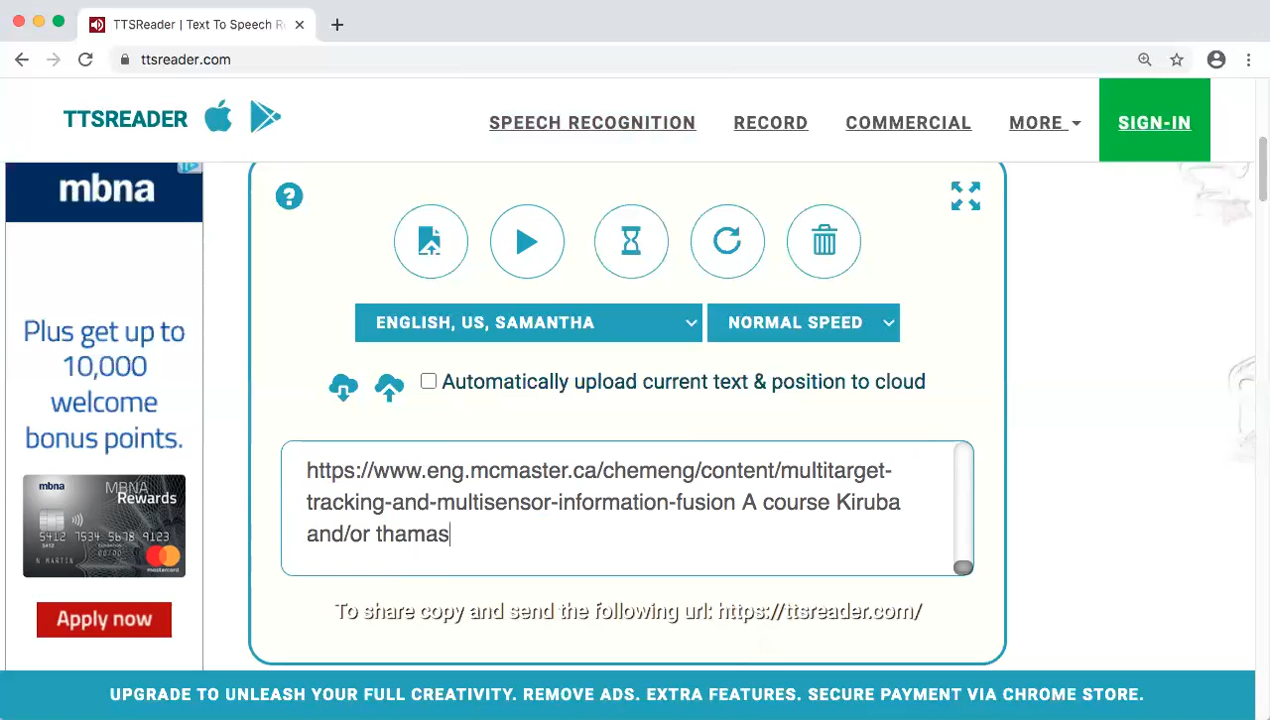 TTSReader | Text To Speech R
ttsreader.com
TTSREADER
SPEECH RECOGNITION
RECORD
COMMERCIAL
MORE
SIGN-IN
mbna
Plus get up to
10,000
welcome
bonus points.
mbna
MBNA
Rewards
5412 7534 5678 9123
N MARTIN
mastercard
Apply now
?
ENGLISH, US, SAMANTHA
NORMAL SPEED
Automatically upload current text & position to cloud
https://www.eng.mcmaster.ca/chemeng/content/multitarget-
tracking-and-multisensor-information-fusion A course Kiruba
and/or thamas
To share copy and send the following url: https://ttsreader.com/
UPGRADE TO UNLEASH YOUR FULL CREATIVITY. REMOVE ADS. EXTRA FEATURES. SECURE PAYMENT VIA CHROME STORE.